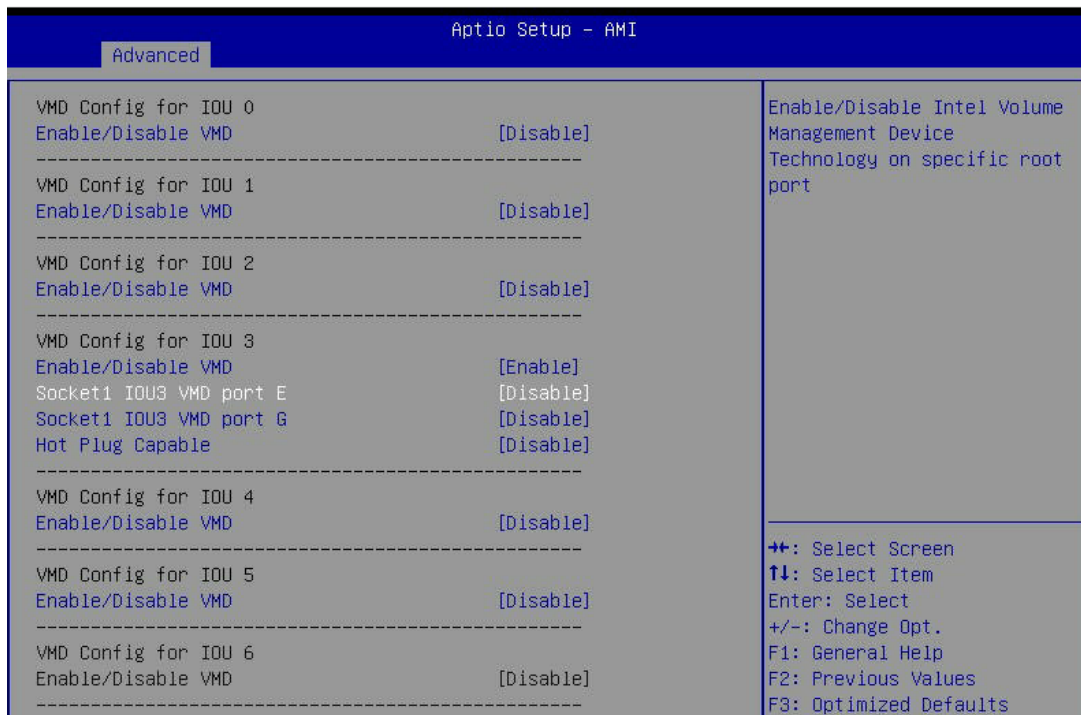 Aptio Setup – AMI
Advanced
VMD Config for IOU 0
Enable/Disable VMD [Disable]
VMD Config for IOU 1
Enable/Disable VMD [Disable]
VMD Config for IOU 2
Enable/Disable VMD [Disable]
VMD Config for IOU 3
Enable/Disable VMD [Enable]
Socket1 IOU3 VMD port E [Disable]
Socket1 IOU3 VMD port G [Disable]
Hot Plug Capable [Disable]
VMD Config for IOU 4
Enable/Disable VMD [Disable]
VMD Config for IOU 5
Enable/Disable VMD [Disable]
VMD Config for IOU 6
Enable/Disable VMD [Disable]
Enable/Disable Intel Volume
Management Device
Technology on specific root
port
→←: Select Screen
↑↓: Select Item
Enter: Select
+/-: Change Opt.
F1: General Help
F2: Previous Values
F3: Optimized Defaults